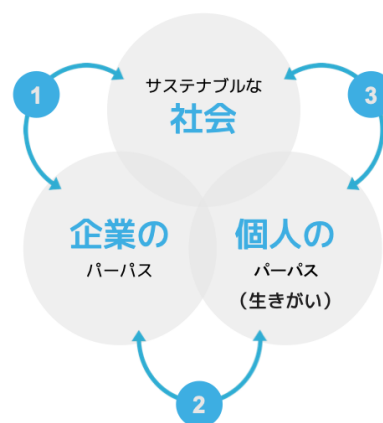 サステナブルな
社会
1
3
企業の
パーパス
個人の
パーパス
（生きがい）
2